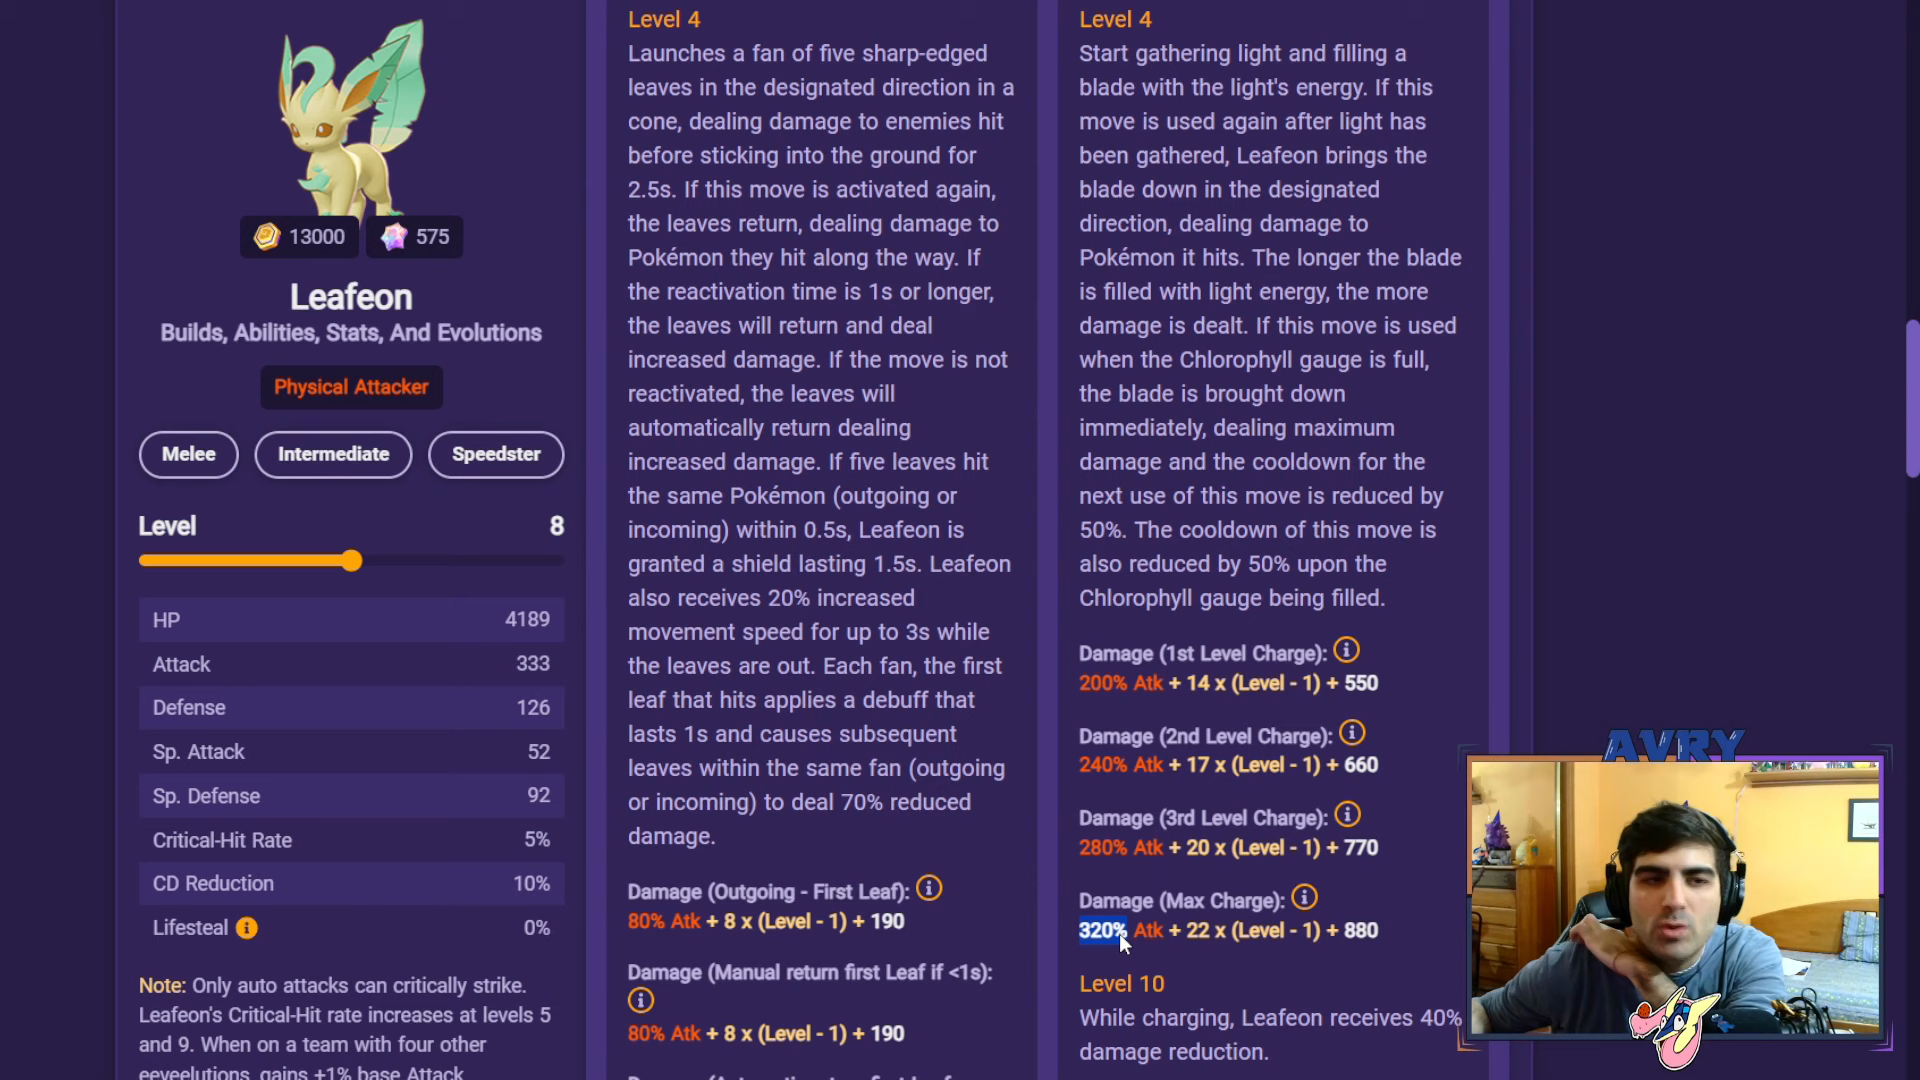 13000
575
Leafeon
Builds, Abilities, Stats, And Evolutions
Physical Attacker
Melee
Intermediate
Speedster
Level 8
HP 4189
Attack 333
Defense 126
Sp. Attack 52
Sp. Defense 92
Critical-Hit Rate 5%
CD Reduction 10%
Lifesteal 0%
Note: Only auto attacks can critically strike.
Leafeon's Critical-Hit rate increases at levels 5
and 9. When on a team with four other
eeveelutions, gains +1% base Attack
Level 4
Launches a fan of five sharp-edged
leaves in the designated direction in a
cone, dealing damage to enemies hit
before sticking into the ground for
2.5s. If this move is activated again,
the leaves return, dealing damage to
Pokémon they hit along the way. If
the reactivation time is 1s or longer,
the leaves will return and deal
increased damage. If the move is not
reactivated, the leaves will
automatically return dealing
increased damage. If five leaves hit
the same Pokémon (outgoing or
incoming) within 0.5s, Leafeon is
granted a shield lasting 1.5s. Leafeon
also receives 20% increased
movement speed for up to 3s while
the leaves are out. Each fan, the first
leaf that hits applies a debuff that
lasts 1s and causes subsequent
leaves within the same fan (outgoing
or incoming) to deal 70% reduced
damage.
Damage (Outgoing - First Leaf):
80% Atk + 8 x (Level - 1) + 190
Damage (Manual return first Leaf if <1s):
80% Atk + 8 x (Level - 1) + 190
Level 4
Start gathering light and filling a
blade with the light's energy. If this
move is used again after light has
been gathered, Leafeon brings the
blade down in the designated
direction, dealing damage to
Pokémon it hits. The longer the blade
is filled with light energy, the more
damage is dealt. If this move is used
when the Chlorophyll gauge is full,
the blade is brought down
immediately, dealing maximum
damage and the cooldown for the
next use of this move is reduced by
50%. The cooldown of this move is
also reduced by 50% upon the
Chlorophyll gauge being filled.
Damage (1st Level Charge):
200% Atk + 14 x (Level - 1) + 550
Damage (2nd Level Charge):
240% Atk + 17 x (Level - 1) + 660
Damage (3rd Level Charge):
280% Atk + 20 x (Level - 1) + 770
Damage (Max Charge):
320% Atk + 22 x (Level - 1) + 880
Level 10
While charging, Leafeon receives 40%
damage reduction.
AVRY